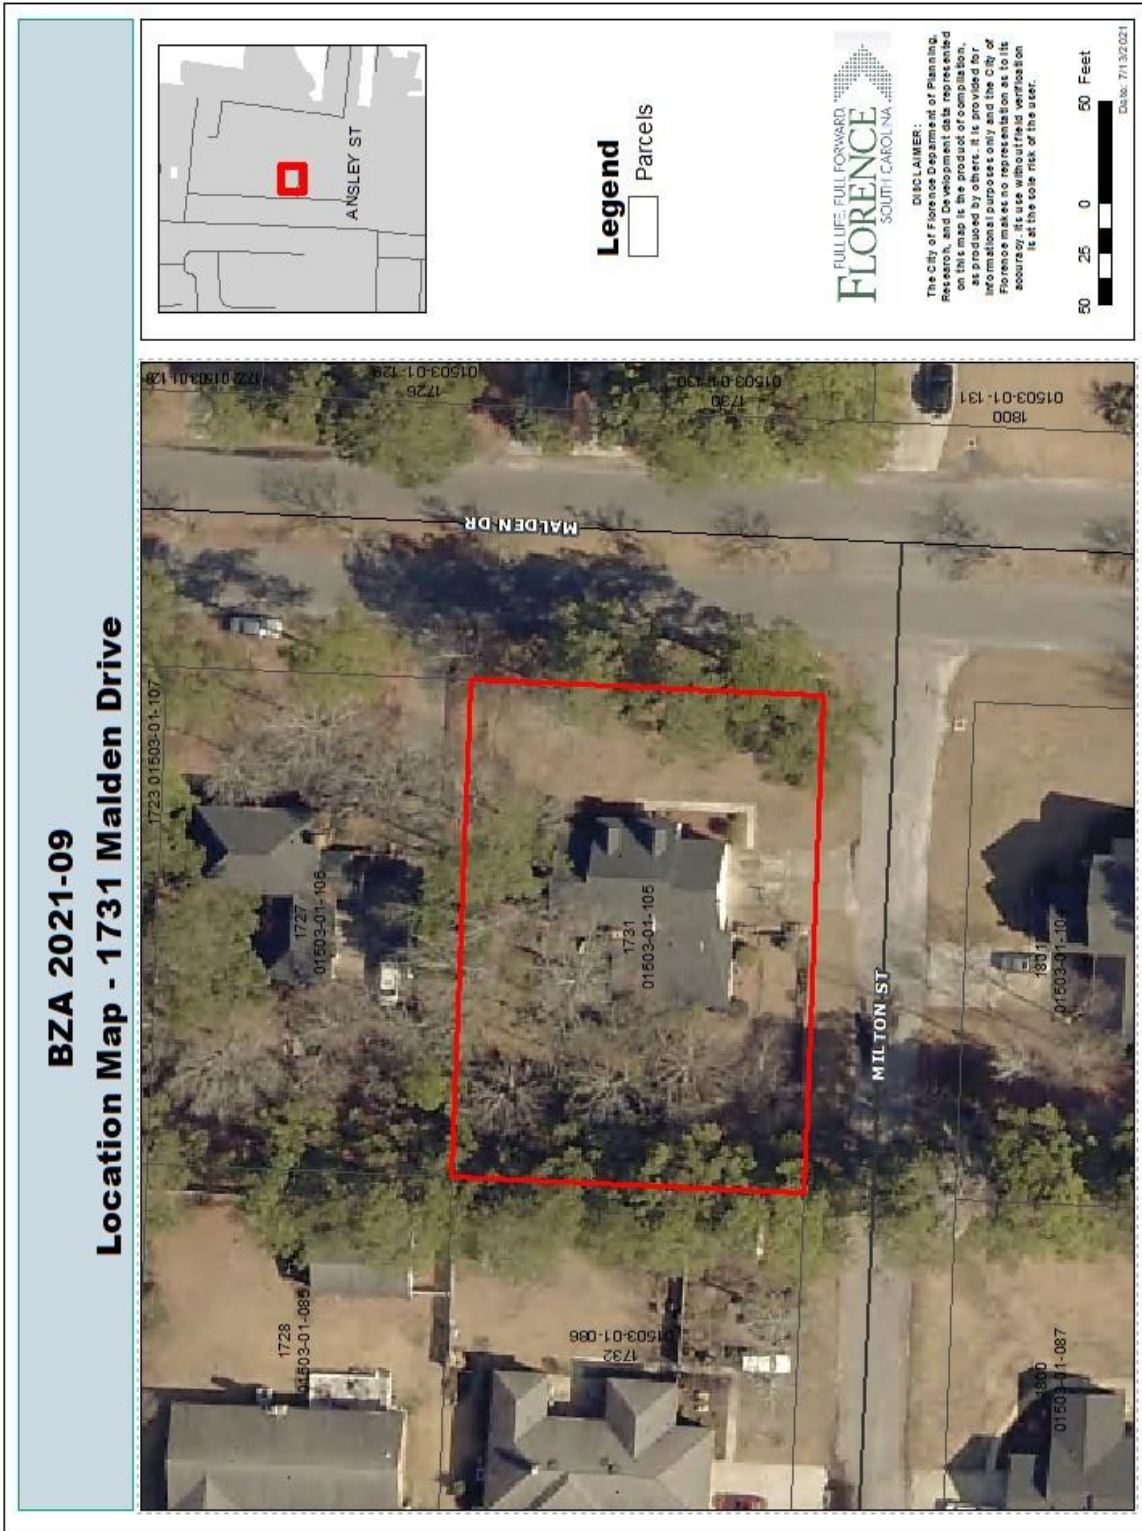 BZA 2021-09
Location Map - 1731 Malden Drive
1723 01503-01-107
1722 01503-01-128
1726
01503-01-129
1730
01503-01-130
1800
01503-01-131
MALDEN DR
1727
01503-01-106
1731
01503-01-105
1801
01503-01-104
MILTON ST
1728
01503-01-085
1732
01503-01-086
1800
01503-01-087
ANSLEY ST
Legend
Parcels
FULL LIFE. FULL FORWARD.
FLORENCE
SOUTH CAROLINA
DISCLAIMER:
The City of Florence Deparment of Planning,
Research, and Development data represented
on this map is the product of compilation,
as produced by others. It is provided for
informational purposes only and the City of
Florence makes no representation as to its
accuracy. Its use without field verification
is at the sole risk of the user.
50 25 0 50 Feet
Date: 7/13/2021